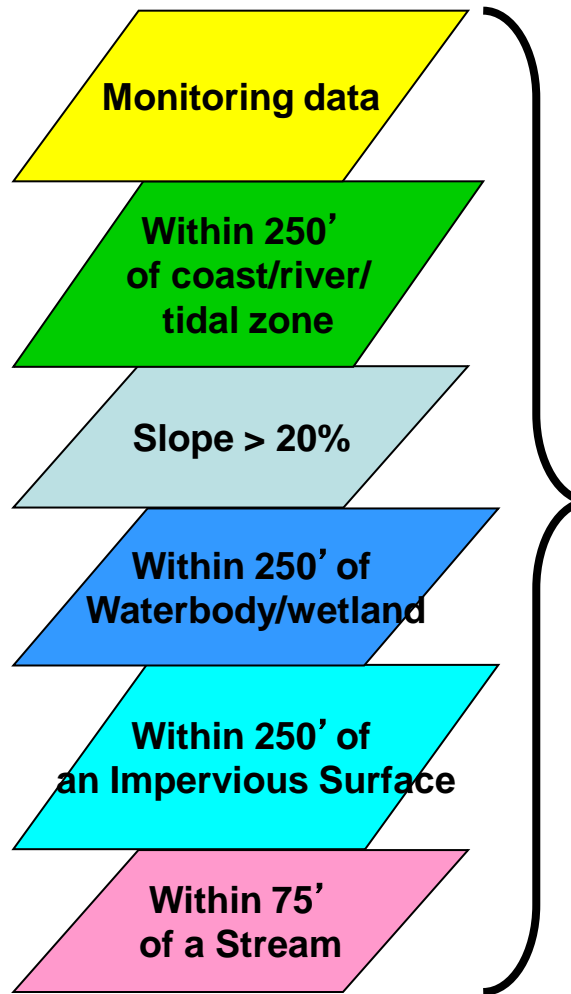 Monitoring data
Within 250’
of coast/river/
tidal zone
Slope > 20%
Within 250’ of
Waterbody/wetland
Within 250’ of
an Impervious Surface
Within 75’
of a Stream